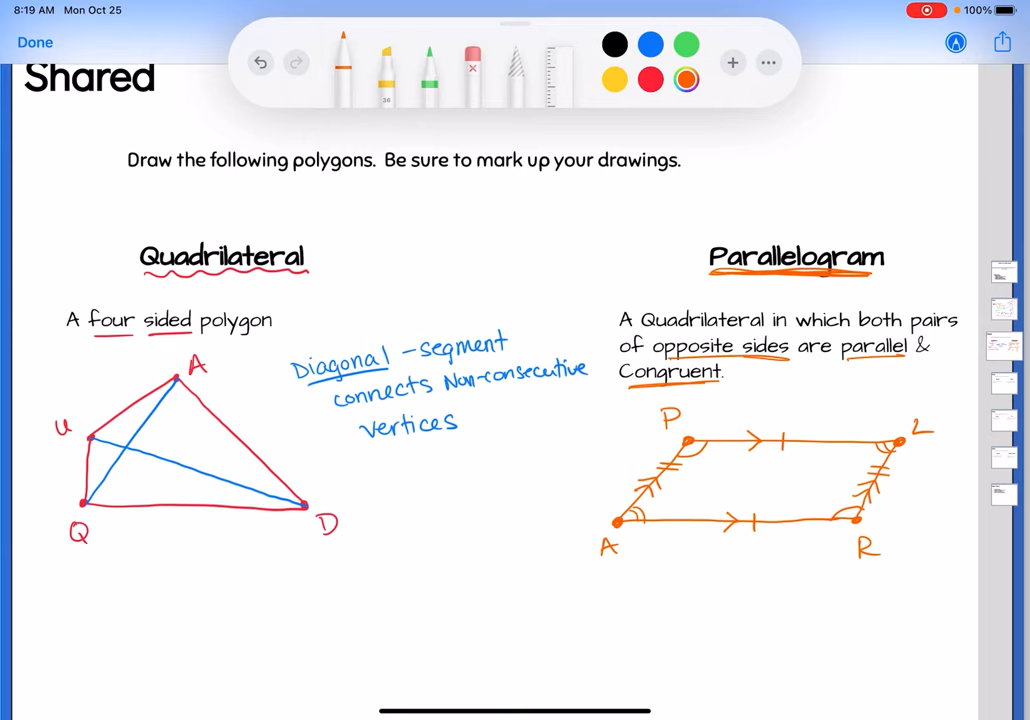 8:19 AM Mon Oct 25
100%
Done
36
Shared
Draw the following polygons. Be sure to mark up your drawings.
Quadrilateral
A four sided polygon
Diagonal - segment
connects Non-consecutive
vertices
A
U
Q
D
Parallelogram
A Quadrilateral in which both pairs
of opposite sides are parallel &
Congruent.
P
L
A
R